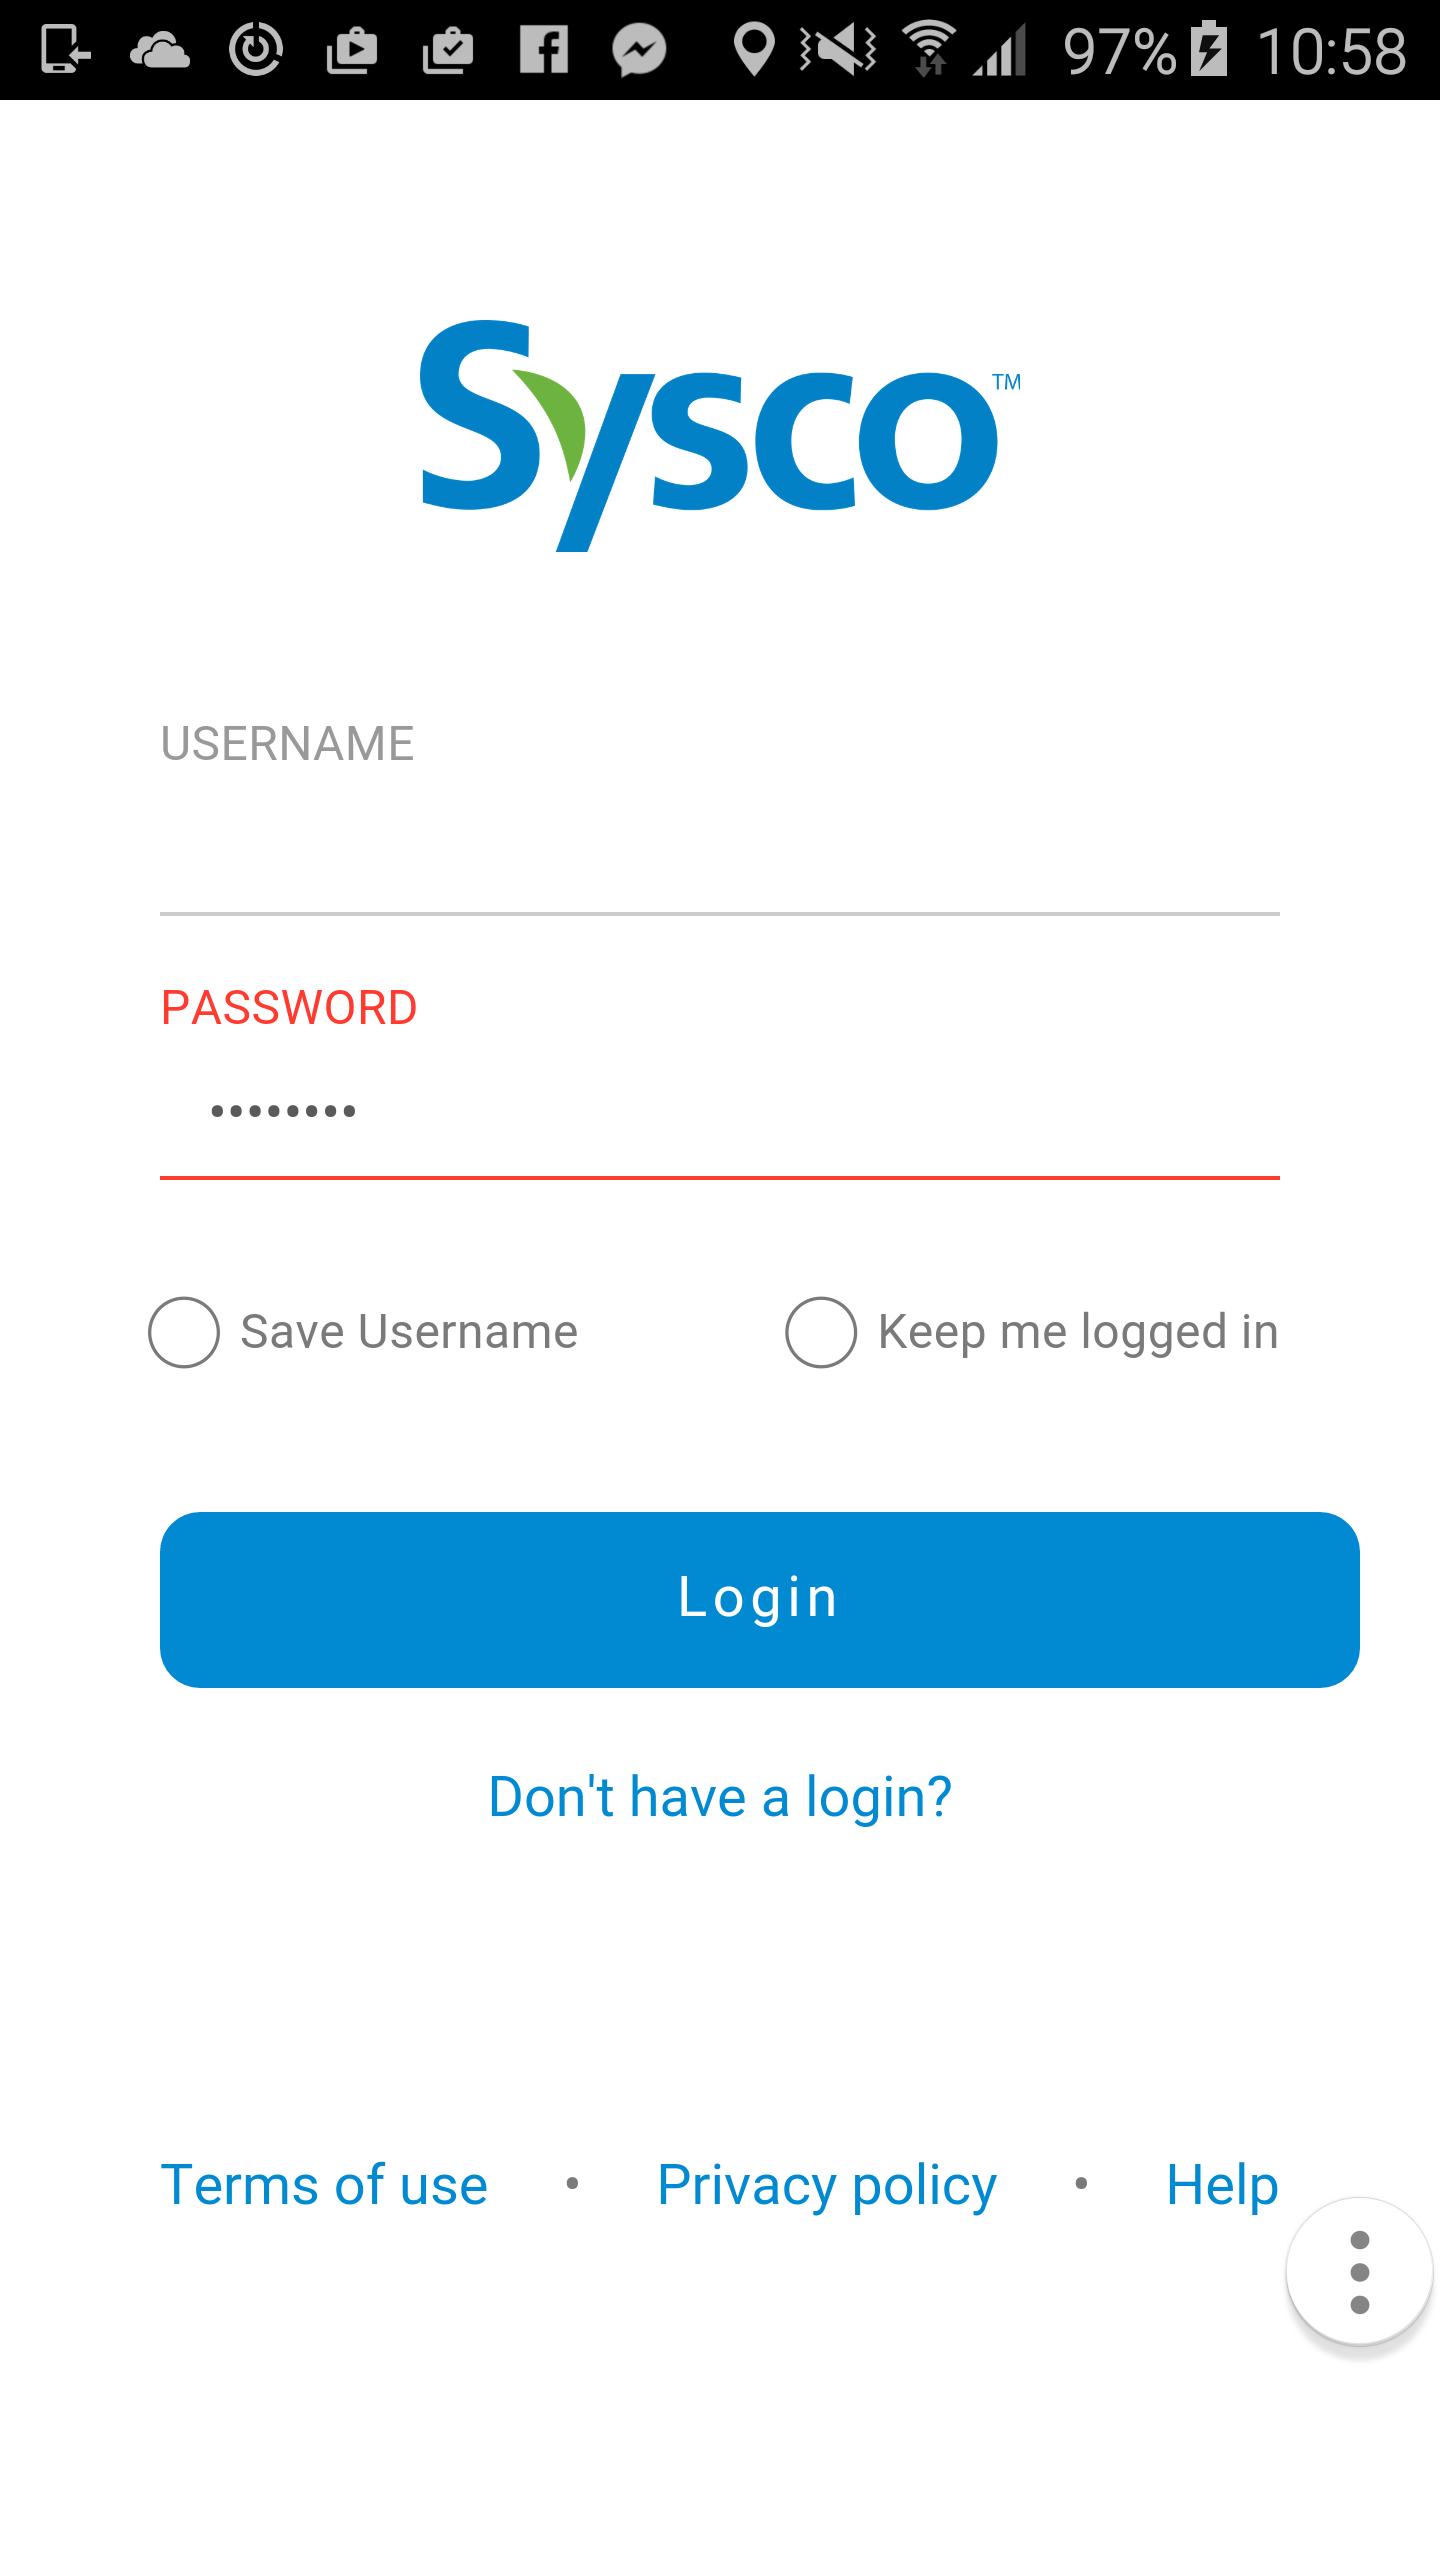 97% 10:58
Sysco™
USERNAME
PASSWORD
••••••••
Save Username Keep me logged in
Login
Don't have a login?
Terms of use • Privacy policy • Help